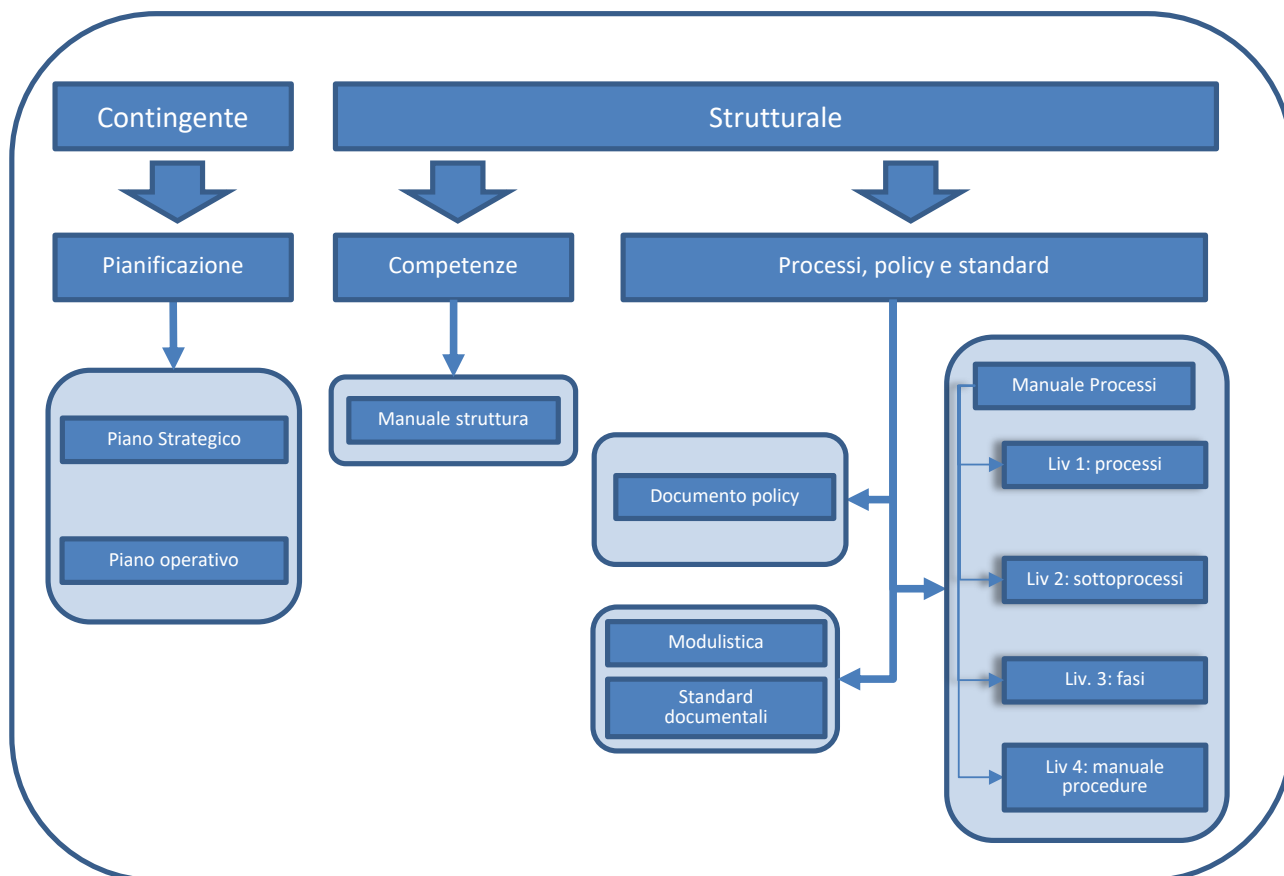 Contingente
Strutturale
Pianificazione
Competenze
Processi, policy e standard
Piano Strategico
Piano operativo
Manuale struttura
Documento policy
Modulistica
Standard
documentali
Manuale Processi
Liv 1: processi
Liv 2: sottoprocessi
Liv. 3: fasi
Liv 4: manuale
procedure